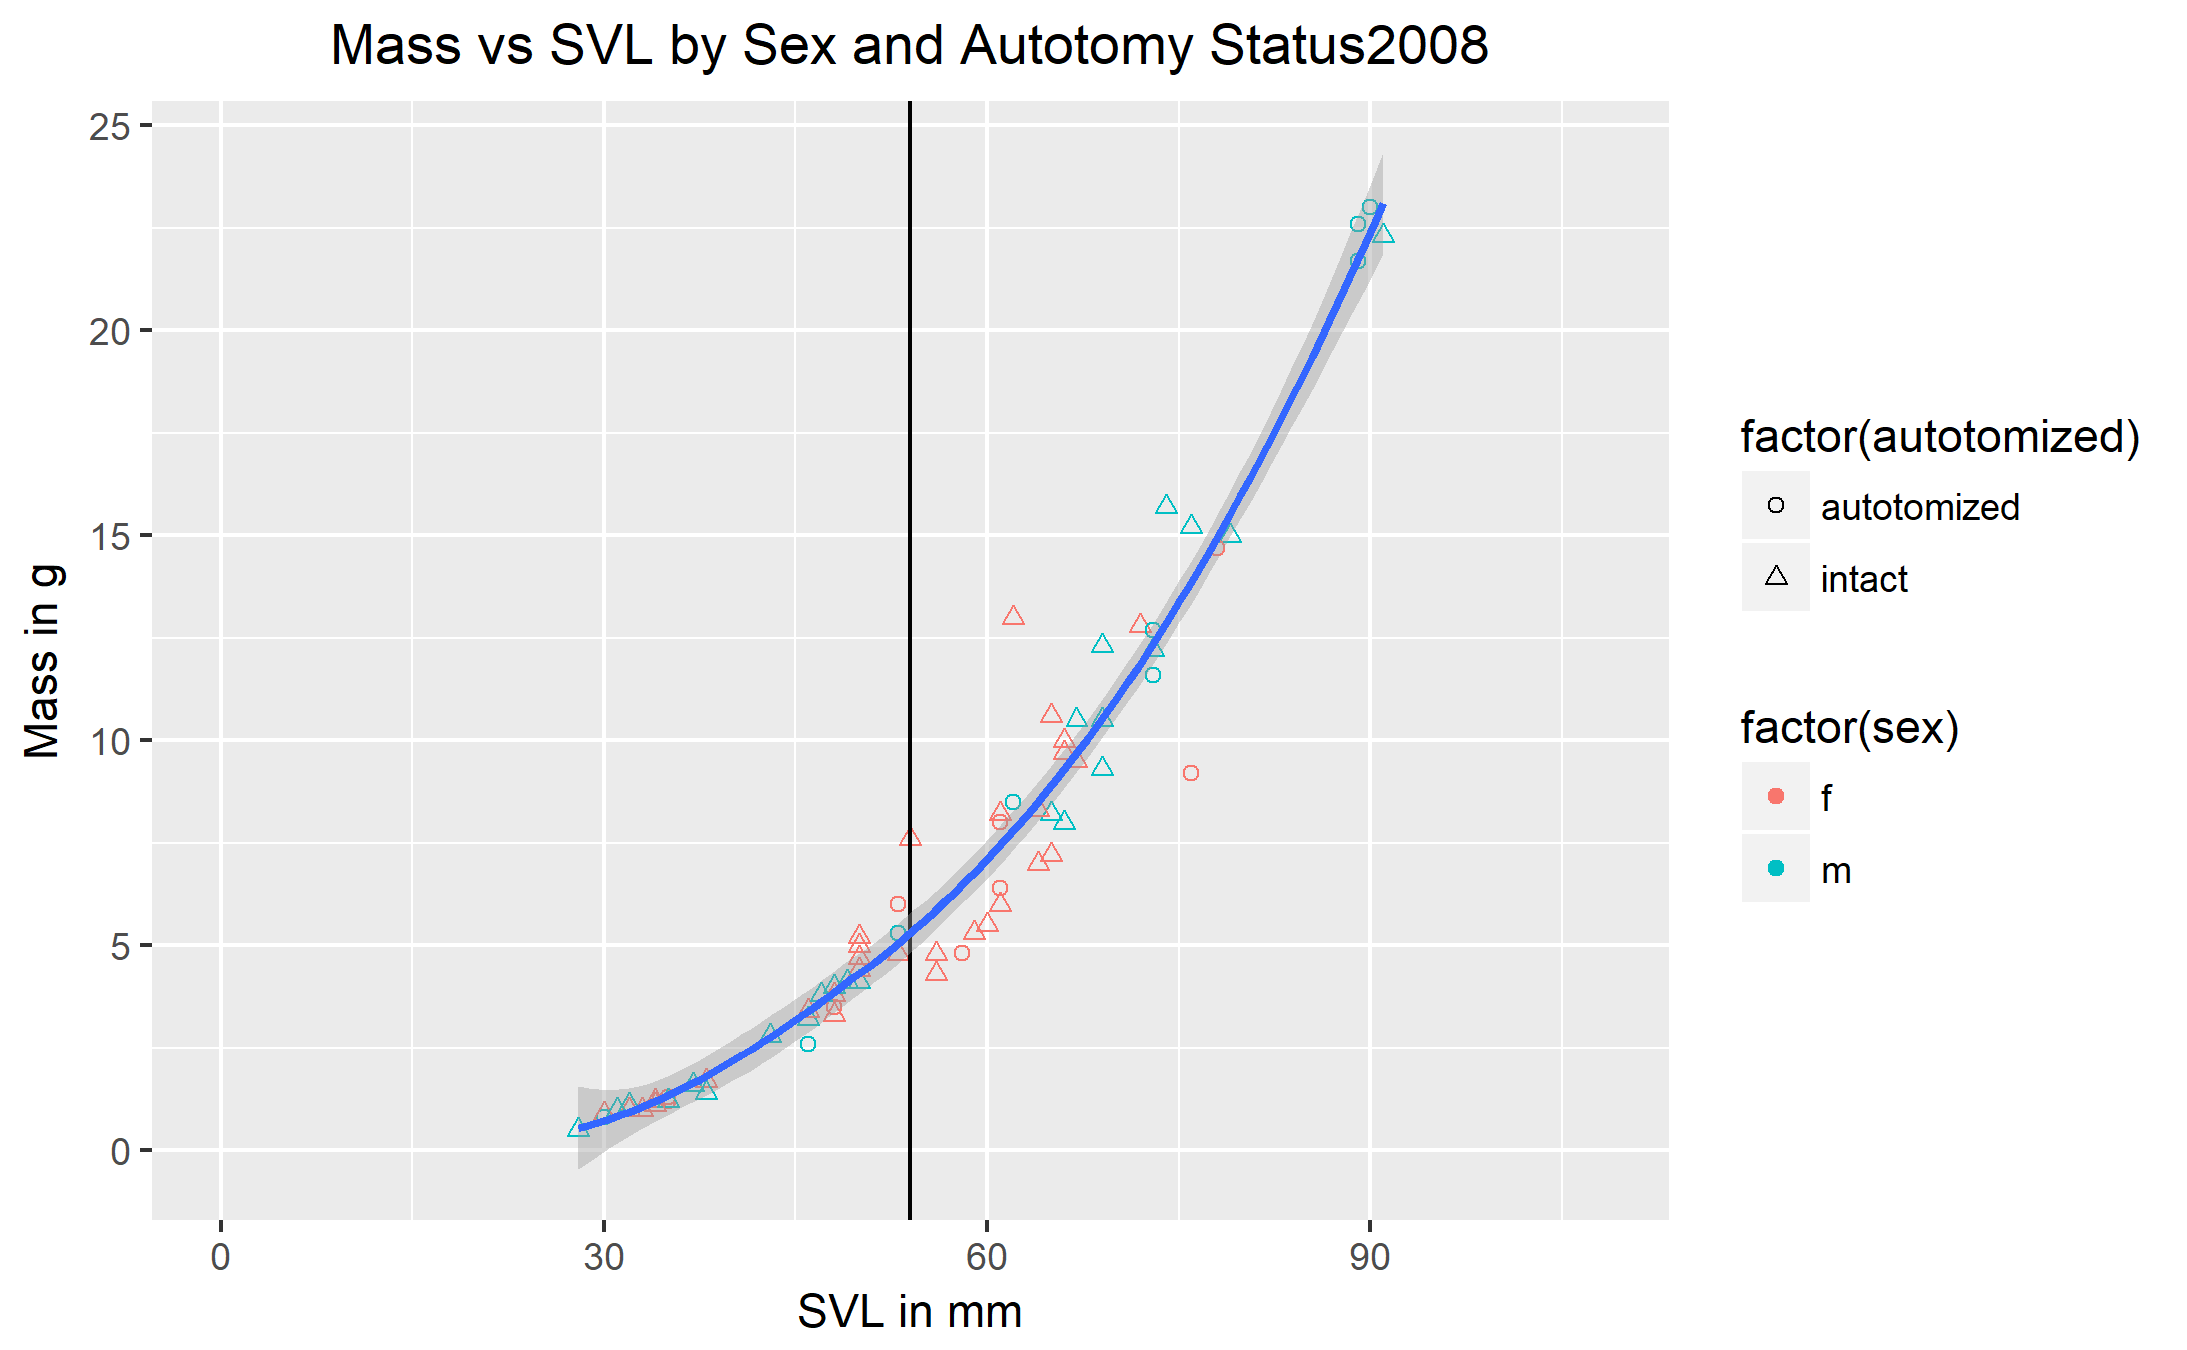 Mass vs SVL by Sex and Autotomy Status2008
25
20
15
10
5
0
Mass in g
0 30 60 90
SVL in mm
factor(autotomized)
autotomized
intact
factor(sex)
f
m